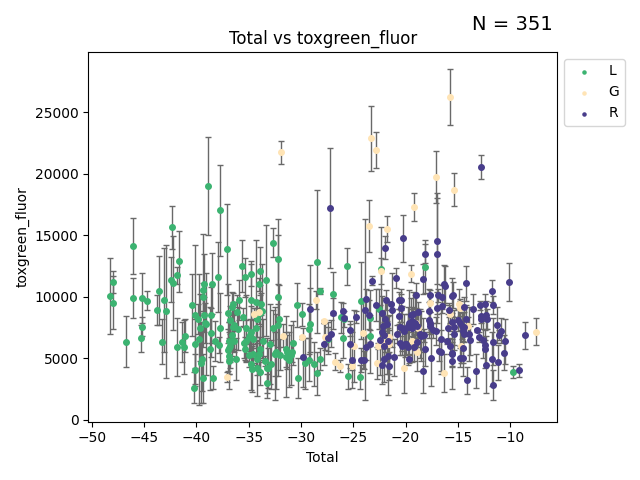 N = 351
Total vs toxgreen_fluor
L
G
R
toxgreen_fluor
25000
20000
15000
10000
5000
0
−50 −45 −40 −35 −30 −25 −20 −15 −10
Total